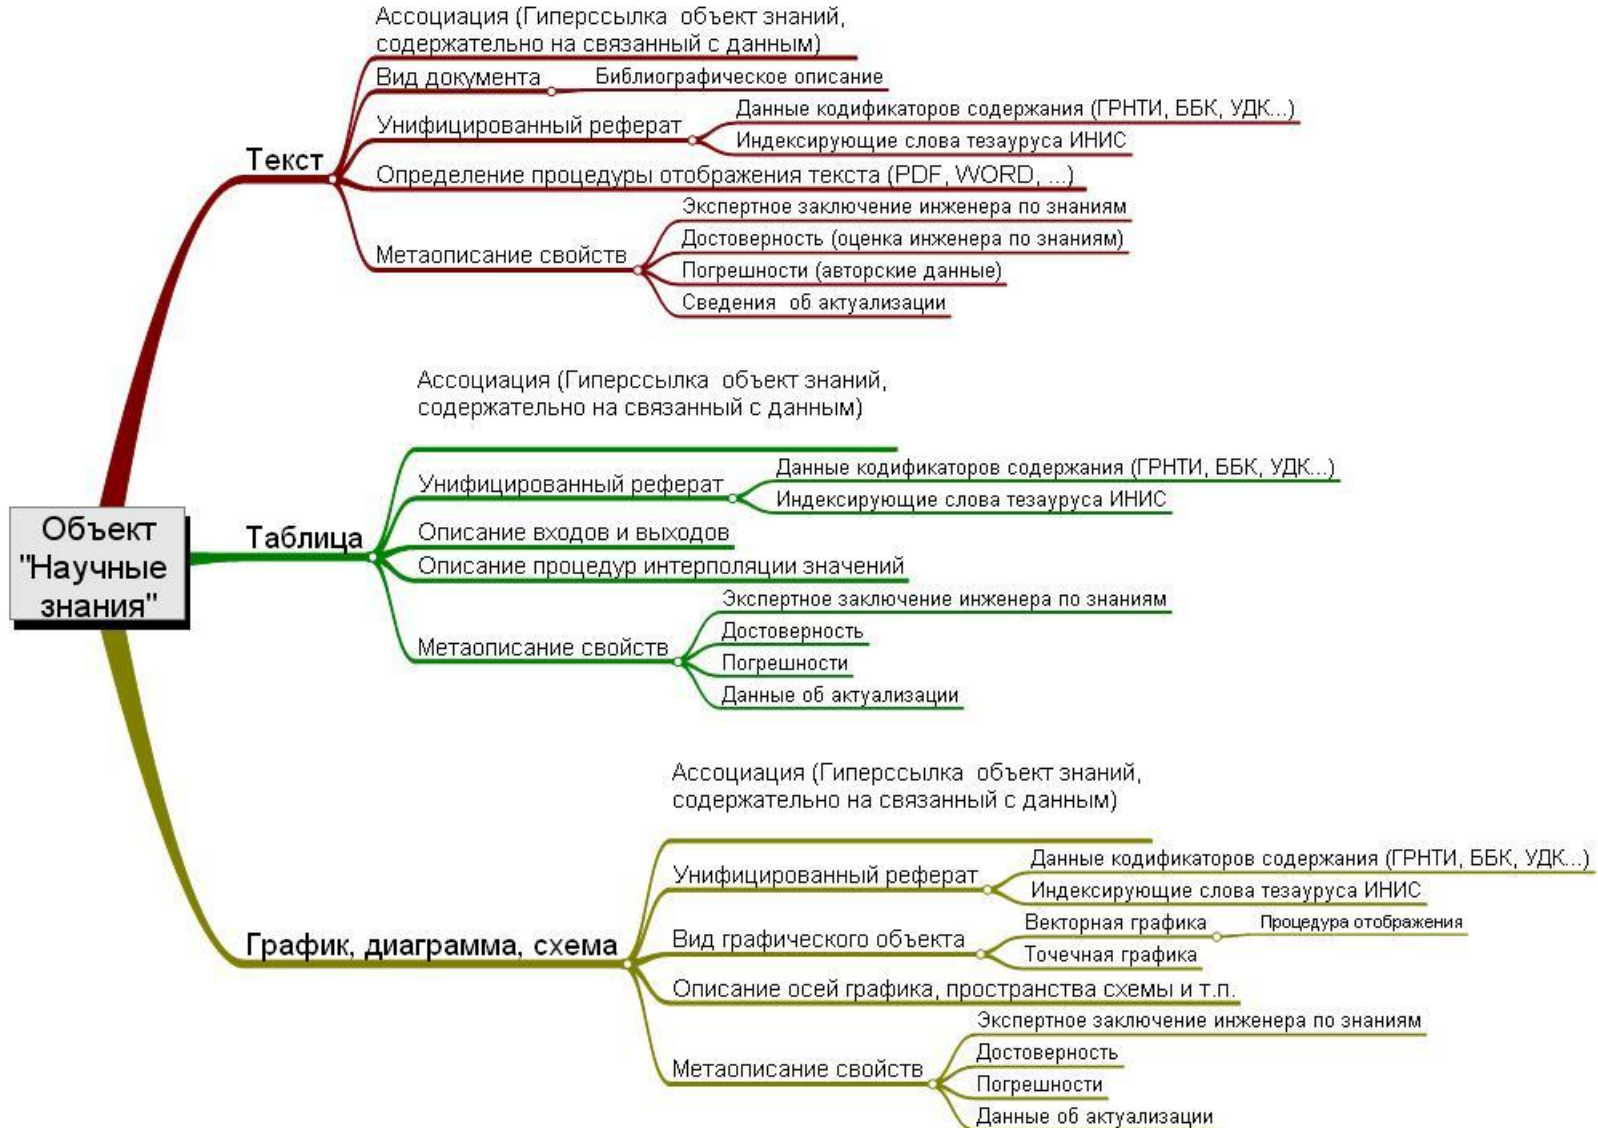 Ассоциация (Гиперссылка объект знаний,
содержательно на связанный с данным)
Вид документа
Библиографическое описание
Унифицированный реферат
Данные кодификаторов содержания (ГРНТИ, ББК, УДК...)
Индексирующие слова тезауруса ИНИС
Текст
Определение процедуры отображения текста (PDF, WORD, ...)
Метаописание свойств
Экспертное заключение инженера по знаниям
Достоверность (оценка инженера по знаниям)
Погрешности (авторские данные)
Сведения об актуализации
Объект
"Научные
знания"
Таблица
Ассоциация (Гиперссылка объект знаний,
содержательно на связанный с данным)
Унифицированный реферат
Данные кодификаторов содержания (ГРНТИ, ББК, УДК...)
Индексирующие слова тезауруса ИНИС
Описание входов и выходов
Описание процедур интерполяции значений
Метаописание свойств
Экспертное заключение инженера по знаниям
Достоверность
Погрешности
Данные об актуализации
График, диаграмма, схема
Ассоциация (Гиперссылка объект знаний,
содержательно на связанный с данным)
Унифицированный реферат
Данные кодификаторов содержания (ГРНТИ, ББК, УДК...)
Индексирующие слова тезауруса ИНИС
Вид графического объекта
Векторная графика
Процедура отображения
Точечная графика
Описание осей графика, пространства схемы и т.п.
Метаописание свойств
Экспертное заключение инженера по знаниям
Достоверность
Погрешности
Данные об актуализации